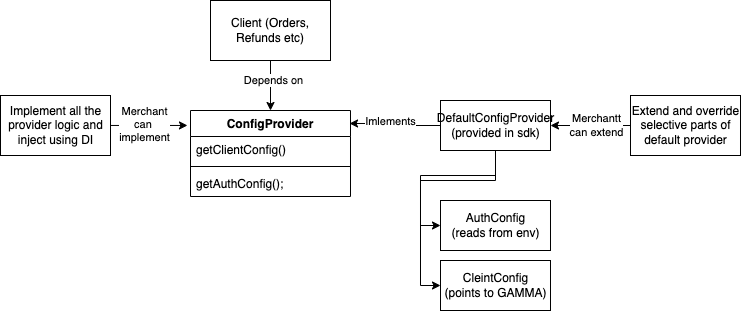 Client (Orders,
Refunds etc)
Depends on
Implement all the
provider logic and
inject using DI
Merchant
can
implement
ConfigProvider
getClientConfig()
getAuthConfig();
Imlements
DefaultConfigProvider
(provided in sdk)
Merchantt
can extend
Extend and override
selective parts of
default provider
AuthConfig
(reads from env)
CleintConfig
(points to GAMMA)